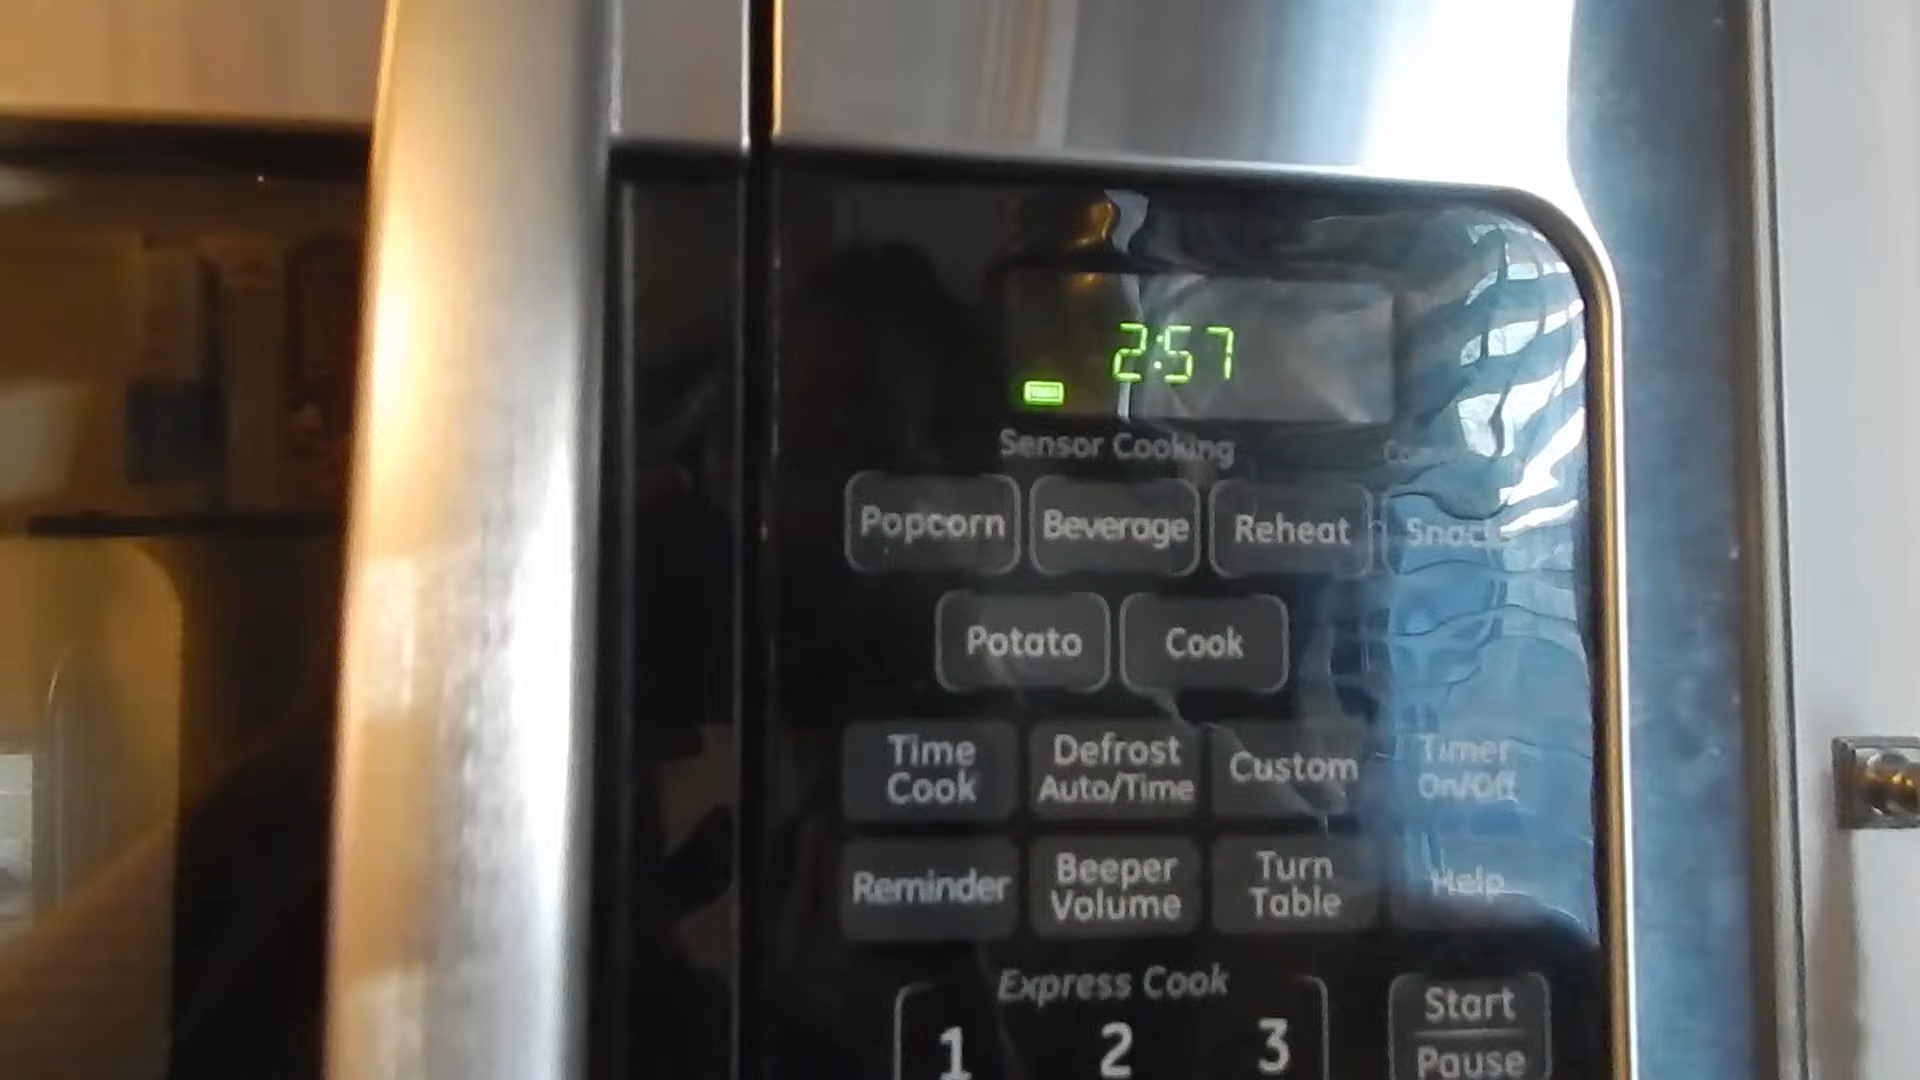 2:57
Sensor Cooking
Popcorn Beverage Reheat Snacks
Potato Cook
Time Cook
Defrost Auto/Time
Custom
Timer On/Off
Reminder
Beeper Volume
Turn Table
Help
Express Cook
1 2 3
Start
Pause